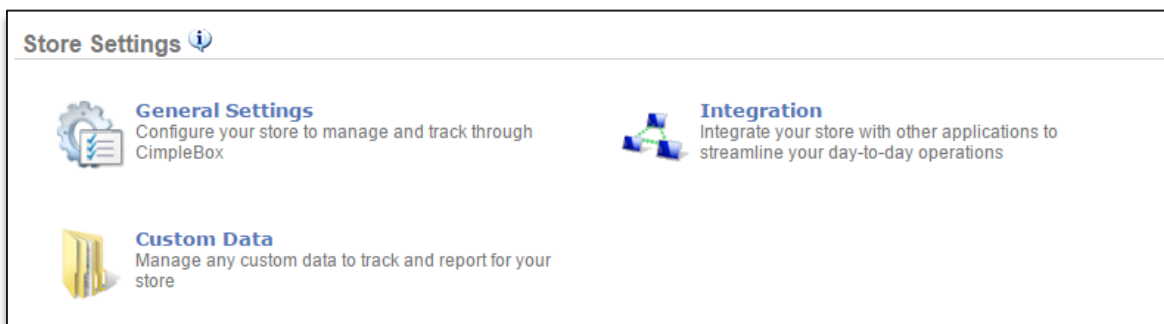 Store Settings
General Settings
Configure your store to manage and track through
CimpleBox
Integration
Integrate your store with other applications to
streamline your day-to-day operations
Custom Data
Manage any custom data to track and report for your
store